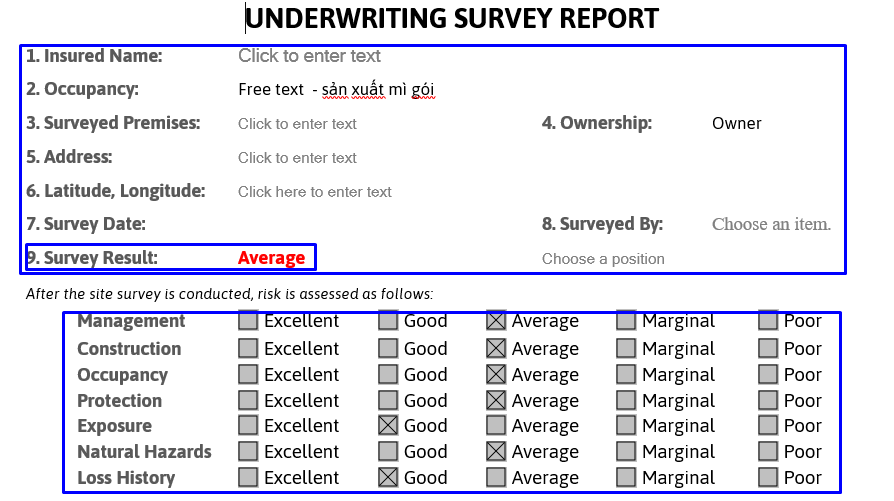 UNDERWRITING SURVEY REPORT
1. Insured Name: Click to enter text
2. Occupancy: Free text - sản xuất mì gói
3. Surveyed Premises: Click to enter text 4. Ownership: Owner
5. Address: Click to enter text
6. Latitude, Longitude: Click here to enter text
7. Survey Date: 8. Surveyed By: Choose an item.
9. Survey Result: Average Choose a position
After the site survey is conducted, risk is assessed as follows:
Management ☐ Excellent ☐ Good ☒ Average ☐ Marginal ☐ Poor
Construction ☐ Excellent ☐ Good ☒ Average ☐ Marginal ☐ Poor
Occupancy ☐ Excellent ☐ Good ☒ Average ☐ Marginal ☐ Poor
Protection ☐ Excellent ☐ Good ☒ Average ☐ Marginal ☐ Poor
Exposure ☐ Excellent ☒ Good ☐ Average ☐ Marginal ☐ Poor
Natural Hazards ☐ Excellent ☐ Good ☒ Average ☐ Marginal ☐ Poor
Loss History ☐ Excellent ☒ Good ☐ Average ☐ Marginal ☐ Poor